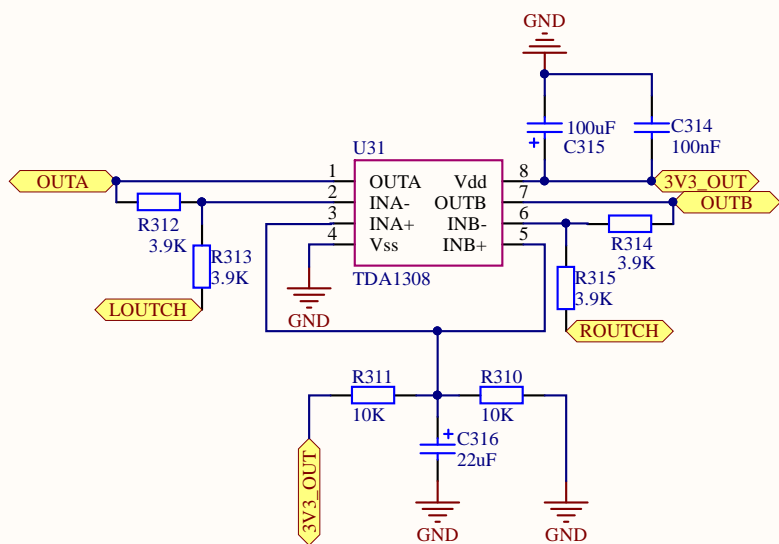 GND
100uF
C315
C314
100nF
U31
OUTA
1
OUTA
Vdd
8
3V3_OUT
2
INA-
OUTB
7
OUTB
R312
3.9K
3
INA+
INB-
6
R314
3.9K
R313
3.9K
4
Vss
INB+
5
R315
3.9K
TDA1308
LOUTCH
GND
ROUTCH
R311
10K
R310
10K
C316
22uF
3V3_OUT
GND
GND